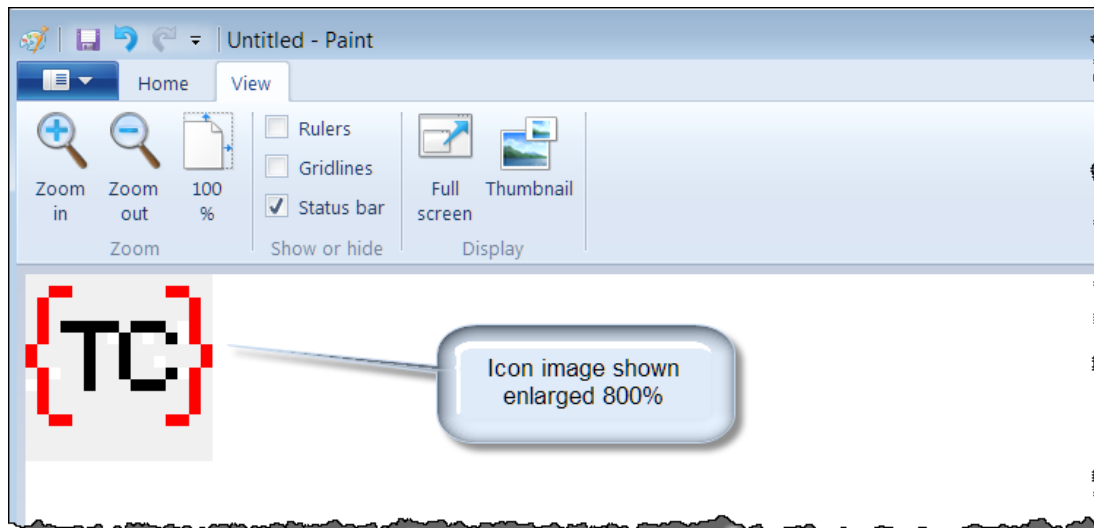 Untitled - Paint
Home View
Zoom in
Zoom out
100 %
Rulers
Gridlines
Status bar
Full screen
Thumbnail
Zoom
Show or hide
Display
{TC}
Icon image shown
enlarged 800%